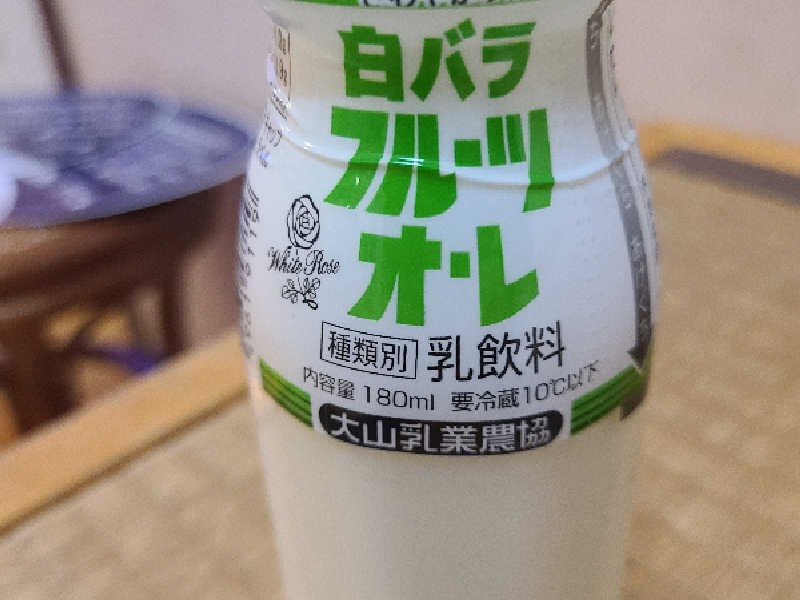 白バラ
フルーツ
オ・レ
White Rose
種類別 乳飲料
内容量 180ml 要冷蔵10℃以下
大山乳業農協